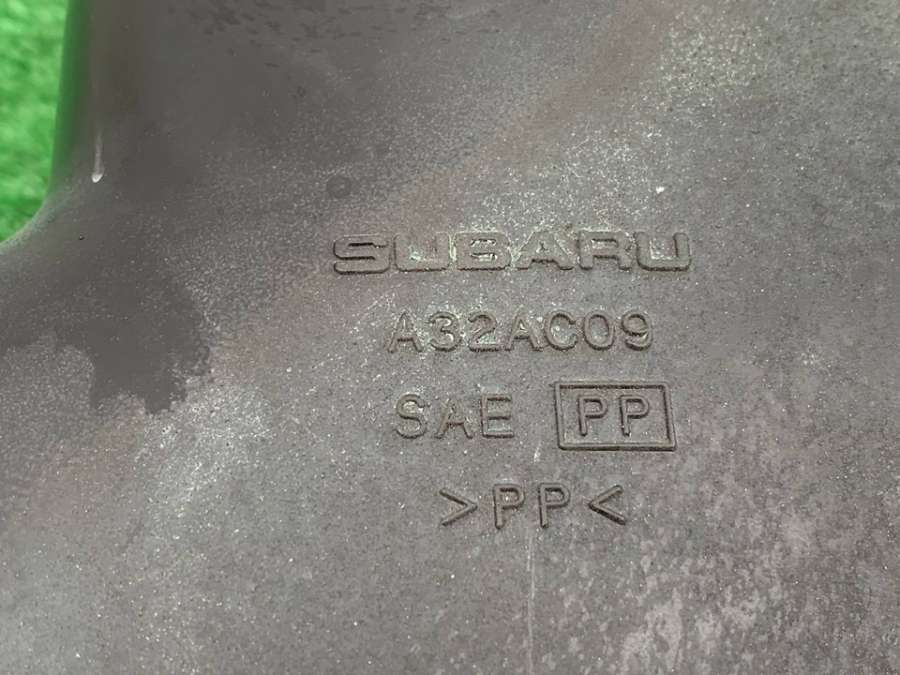 SUBARU
A32AC09
SAE PP
>PP<